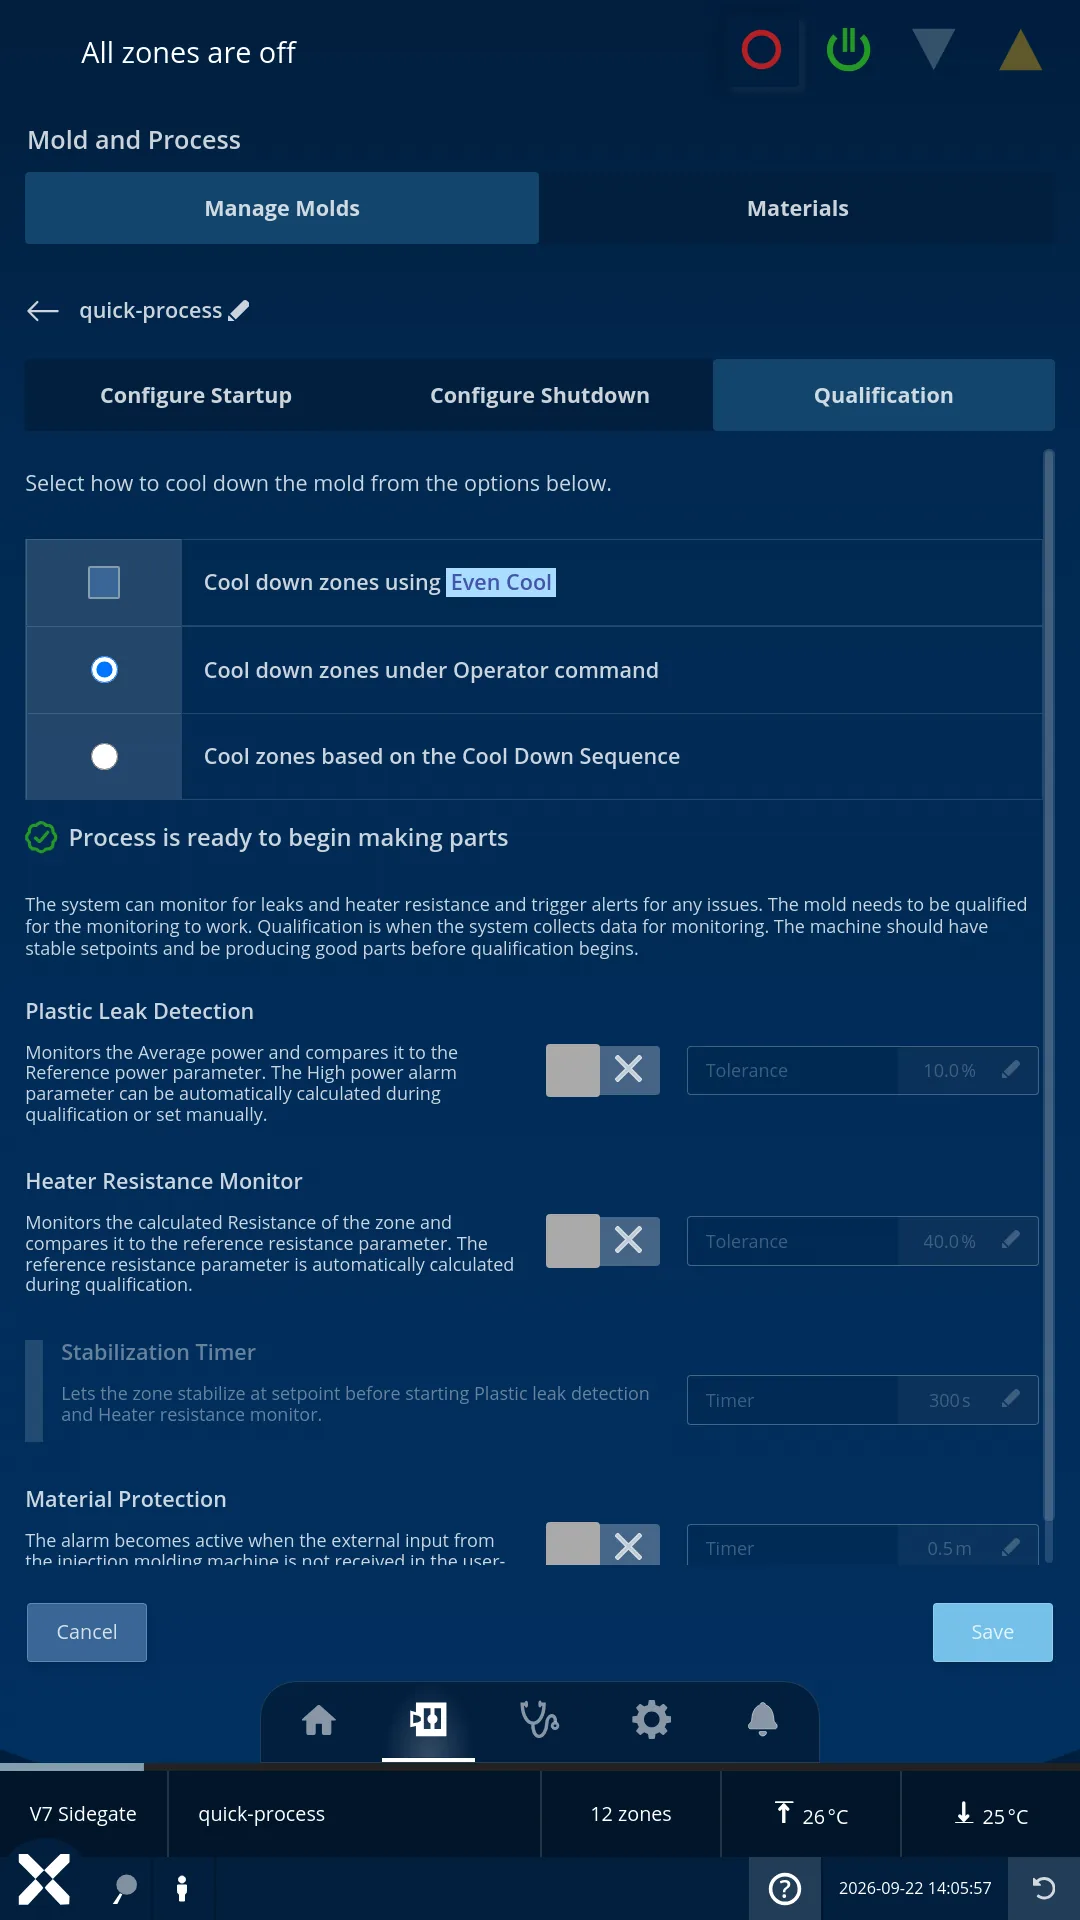 All zones are off
Mold and Process
Manage Molds
Materials
quick-process
Configure Startup
Configure Shutdown
Qualification
Select how to cool down the mold from the options below.
Cool down zones using Even Cool
Cool down zones under Operator command
Cool zones based on the Cool Down Sequence
Process is ready to begin making parts
The system can monitor for leaks and heater resistance and trigger alerts for any issues. The mold needs to be qualified
for the monitoring to work. Qualification is when the system collects data for monitoring. The machine should have
stable setpoints and be producing good parts before qualification begins.
Plastic Leak Detection
Monitors the Average power and compares it to the
Reference power parameter. The High power alarm
parameter can be automatically calculated during
qualification or set manually.
Tolerance 10.0 %
Heater Resistance Monitor
Monitors the calculated Resistance of the zone and
compares it to the reference resistance parameter. The
reference resistance parameter is automatically calculated
during qualification.
Tolerance 40.0 %
Stabilization Timer
Lets the zone stabilize at setpoint before starting Plastic leak detection
and Heater resistance monitor.
Timer 300 s
Material Protection
The alarm becomes active when the external input from
the injection molding machine is not received in the user-
Timer 0.5 m
Cancel
Save
V7 Sidegate
quick-process
12 zones
26 °C
25 °C
2026-09-22 14:05:57